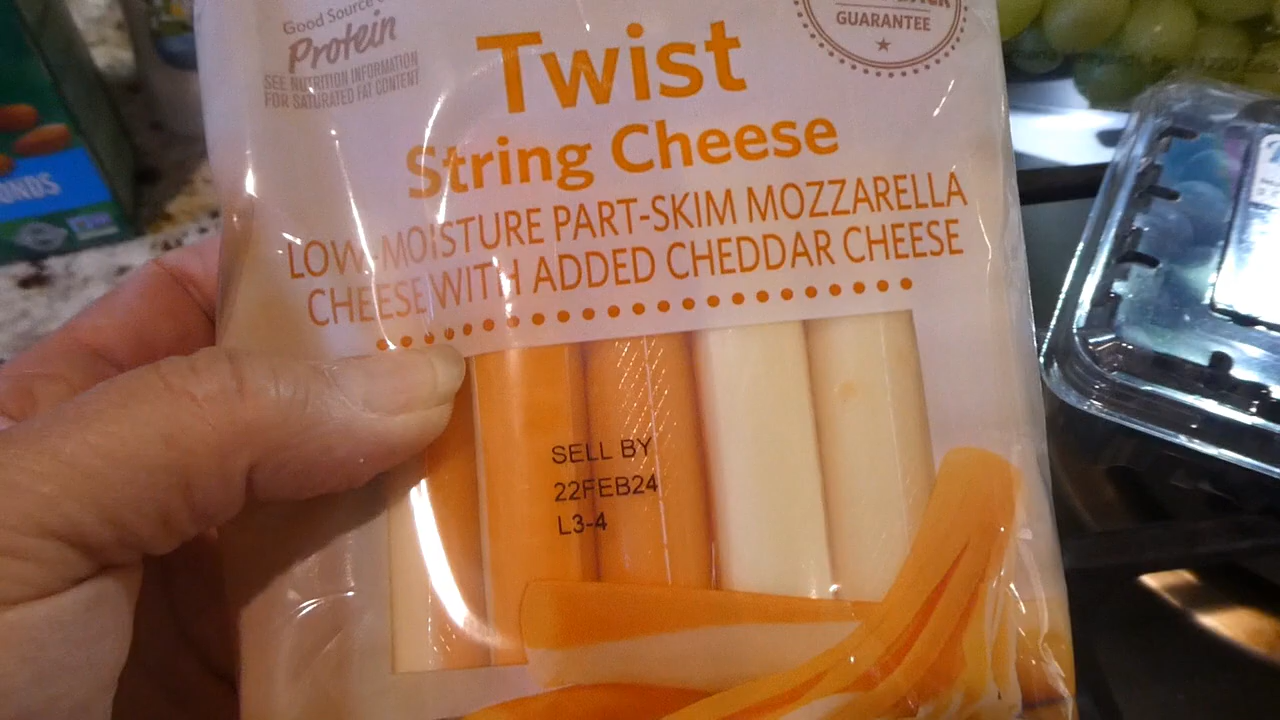 Good Source
Protein
SEE NUTRITION INFORMATION
FOR SATURATED FAT CONTENT
GUARANTEE
Twist
String Cheese
LOW-MOISTURE PART-SKIM MOZZARELLA
CHEESE WITH ADDED CHEDDAR CHEESE
SELL BY
22FEB24
L3-4